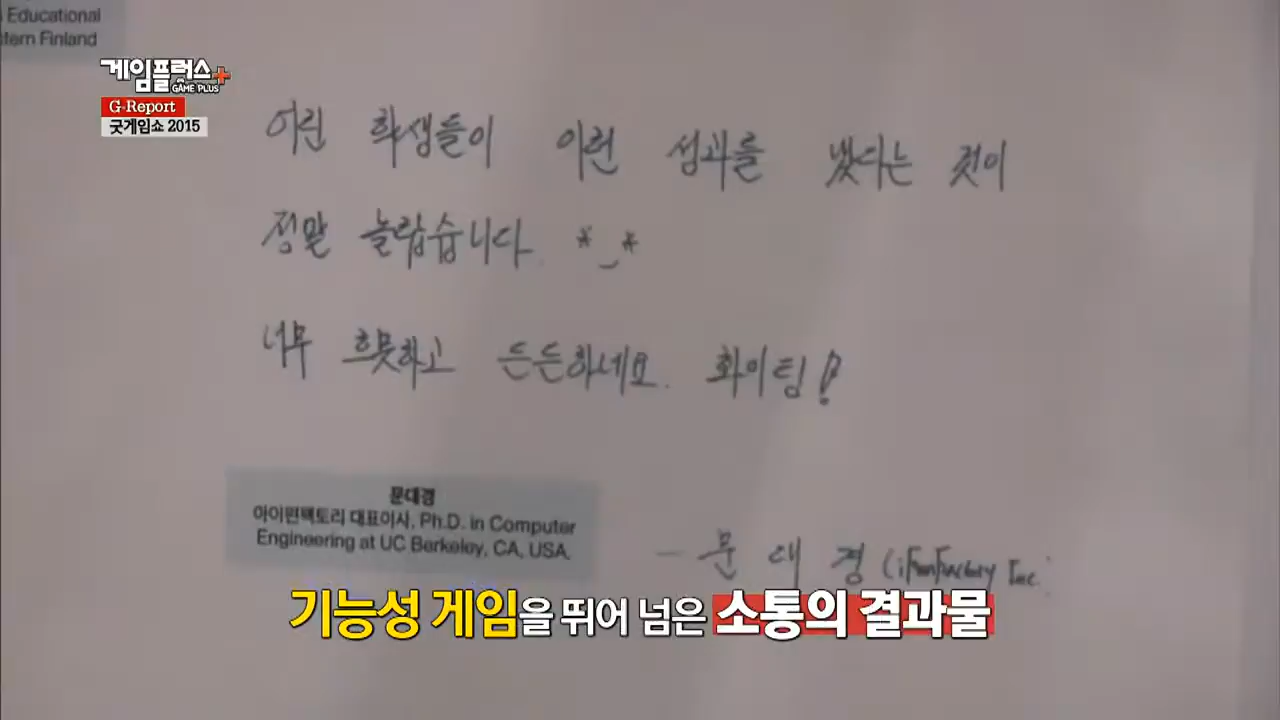 Educational
stern Finland
게임플러스+
GAME PLUS
G-Report
굿게임쇼 2015
어린 학생들이 이런 성과를 냈다는 것이
정말 놀랍습니다. *‿*
너무 흐뭇하고 든든하네요. 화이팅!
문대경
아이펀팩토리 대표이사, Ph.D. in Computer
Engineering at UC Berkeley, CA, USA.
- 문 대 경 (iFunFactory Inc.)
기능성 게임을 뛰어 넘은 소통의 결과물